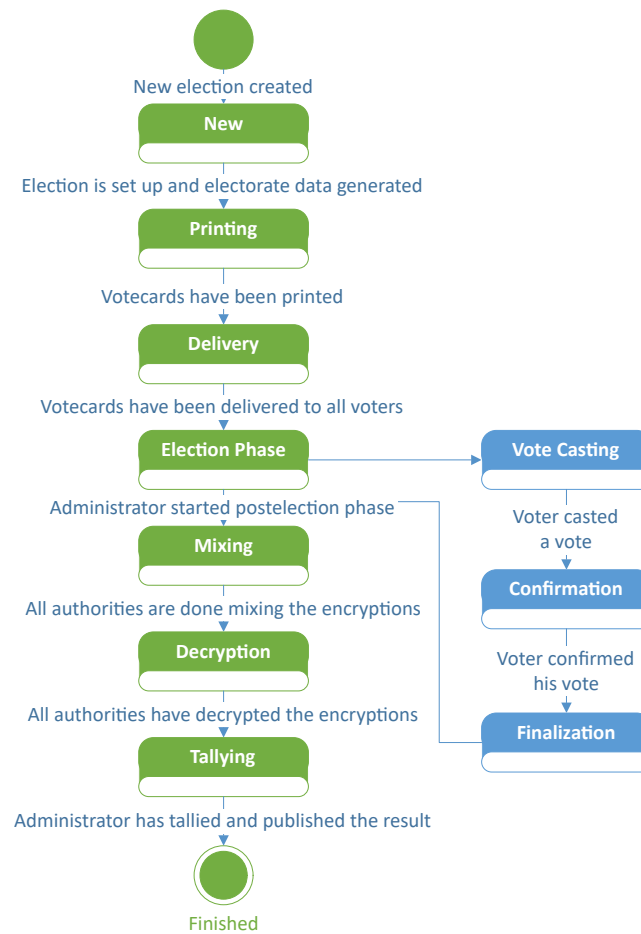 New election created
New
Election is set up and electorate data generated
Printing
Votecards have been printed
Delivery
Votecards have been delivered to all voters
Election Phase
Vote Casting
Administrator started postelection phase
Voter casted
a vote
Mixing
Confirmation
All authorities are done mixing the encryptions
Decryption
Voter confirmed
his vote
All authorities have decrypted the encryptions
Finalization
Tallying
Administrator has tallied and published the result
Finished